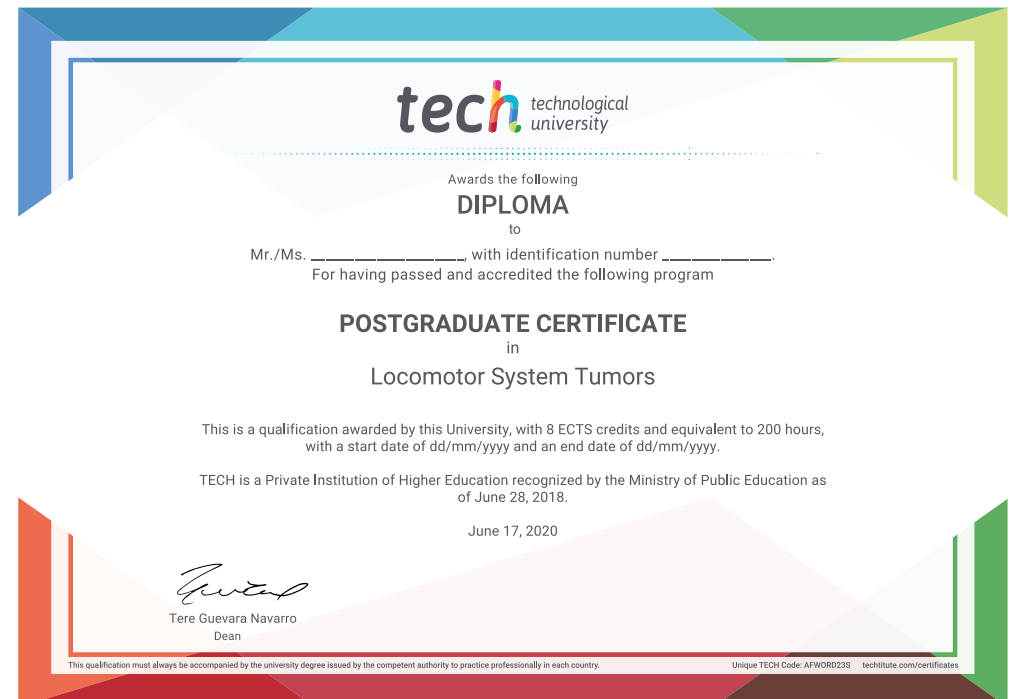 tech technological
university
Awards the following
DIPLOMA
to
Mr./Ms. __________________, with identification number _____________.
For having passed and accredited the following program
POSTGRADUATE CERTIFICATE
in
Locomotor System Tumors
This is a qualification awarded by this University, with 8 ECTS credits and equivalent to 200 hours,
with a start date of dd/mm/yyyy and an end date of dd/mm/yyyy.
TECH is a Private Institution of Higher Education recognized by the Ministry of Public Education as
of June 28, 2018.
June 17, 2020
Tere Guevara Navarro
Dean
This qualification must always be accompanied by the university degree issued by the competent authority to practice professionally in each country.
Unique TECH Code: AFWORD23S techtitute.com/certificates